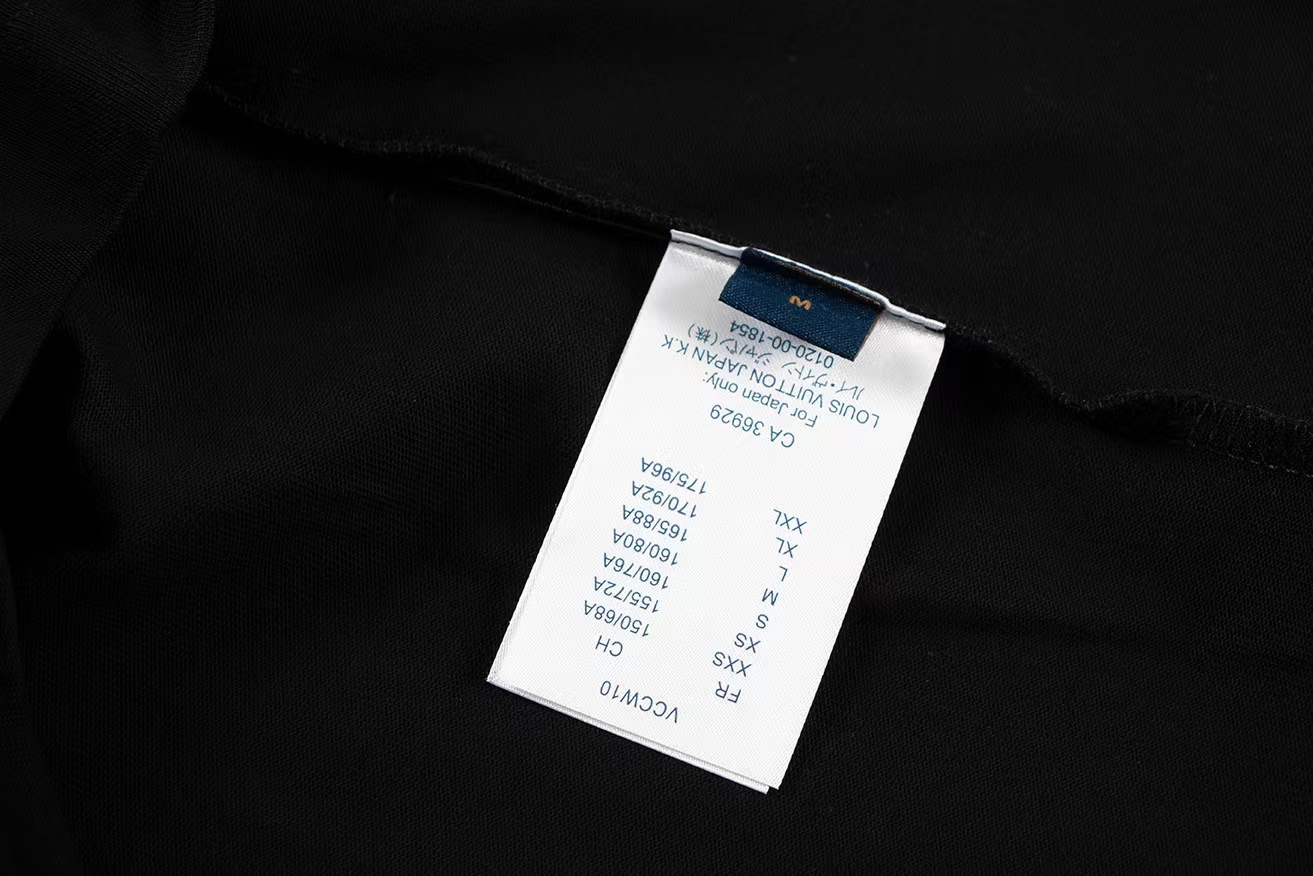 VCCW10
FR CH
XXS 150/68A
XS 155/72A
S 160/76A
M 160/80A
L 165/88A
XL 170/92A
XXL 175/96A
CA 36929
For Japan only:
LOUIS VUITTON JAPAN K.K
ルイ・ヴィトン ジャパン(株)
0120-00-1854
M